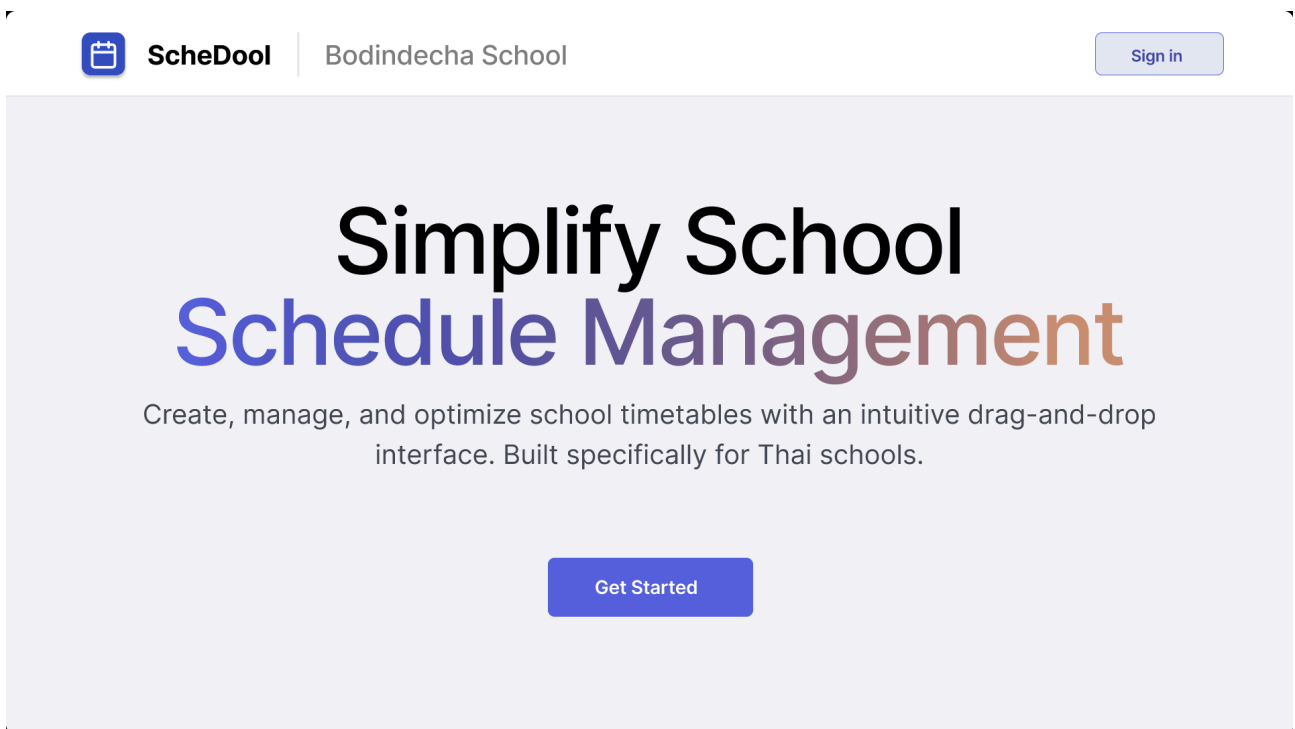 ScheDool
Bodindecha School
Sign in
Simplify School
Schedule Management
Create, manage, and optimize school timetables with an intuitive drag-and-drop
interface. Built specifically for Thai schools.
Get Started